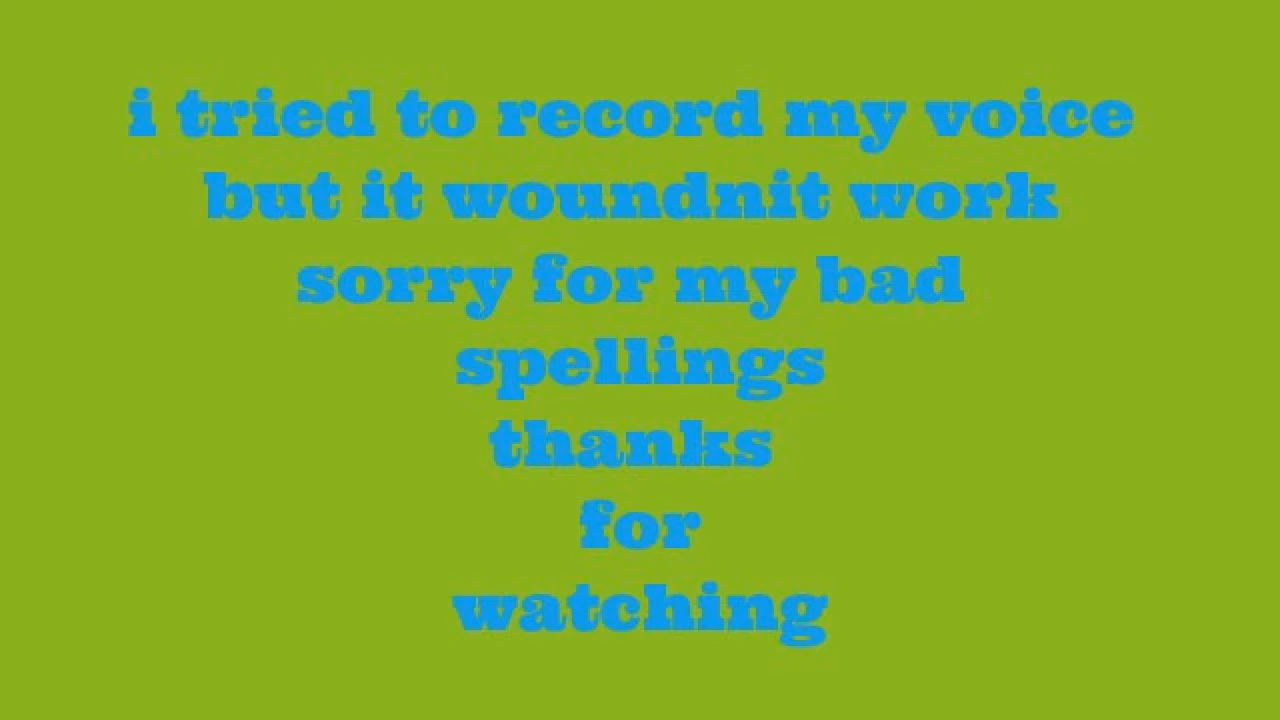 i tried to record my voice
but it woundnit work
sorry for my bad
spellings
thanks
for
watching